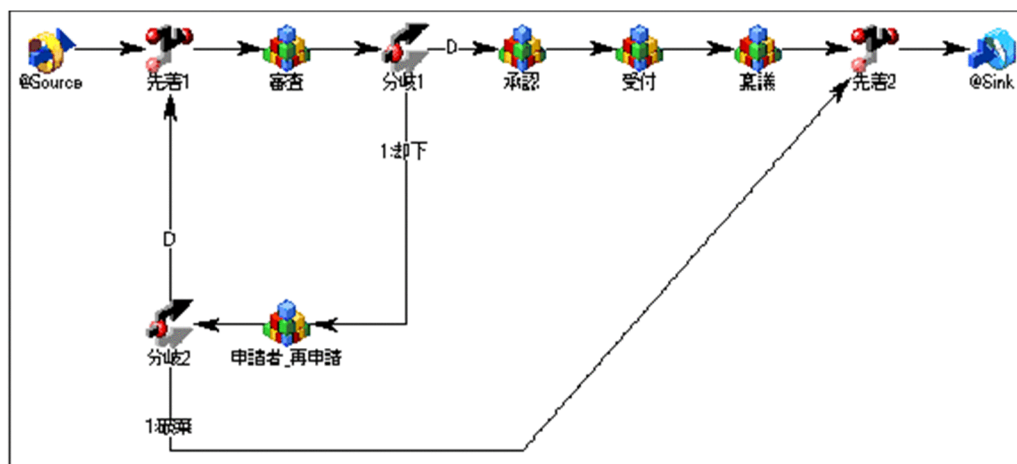 @Source
先着1
審査
分岐1
D
承認
受付
稟議
先着2
@Sink
1:却下
D
分岐2
申請者_再申請
1:破棄